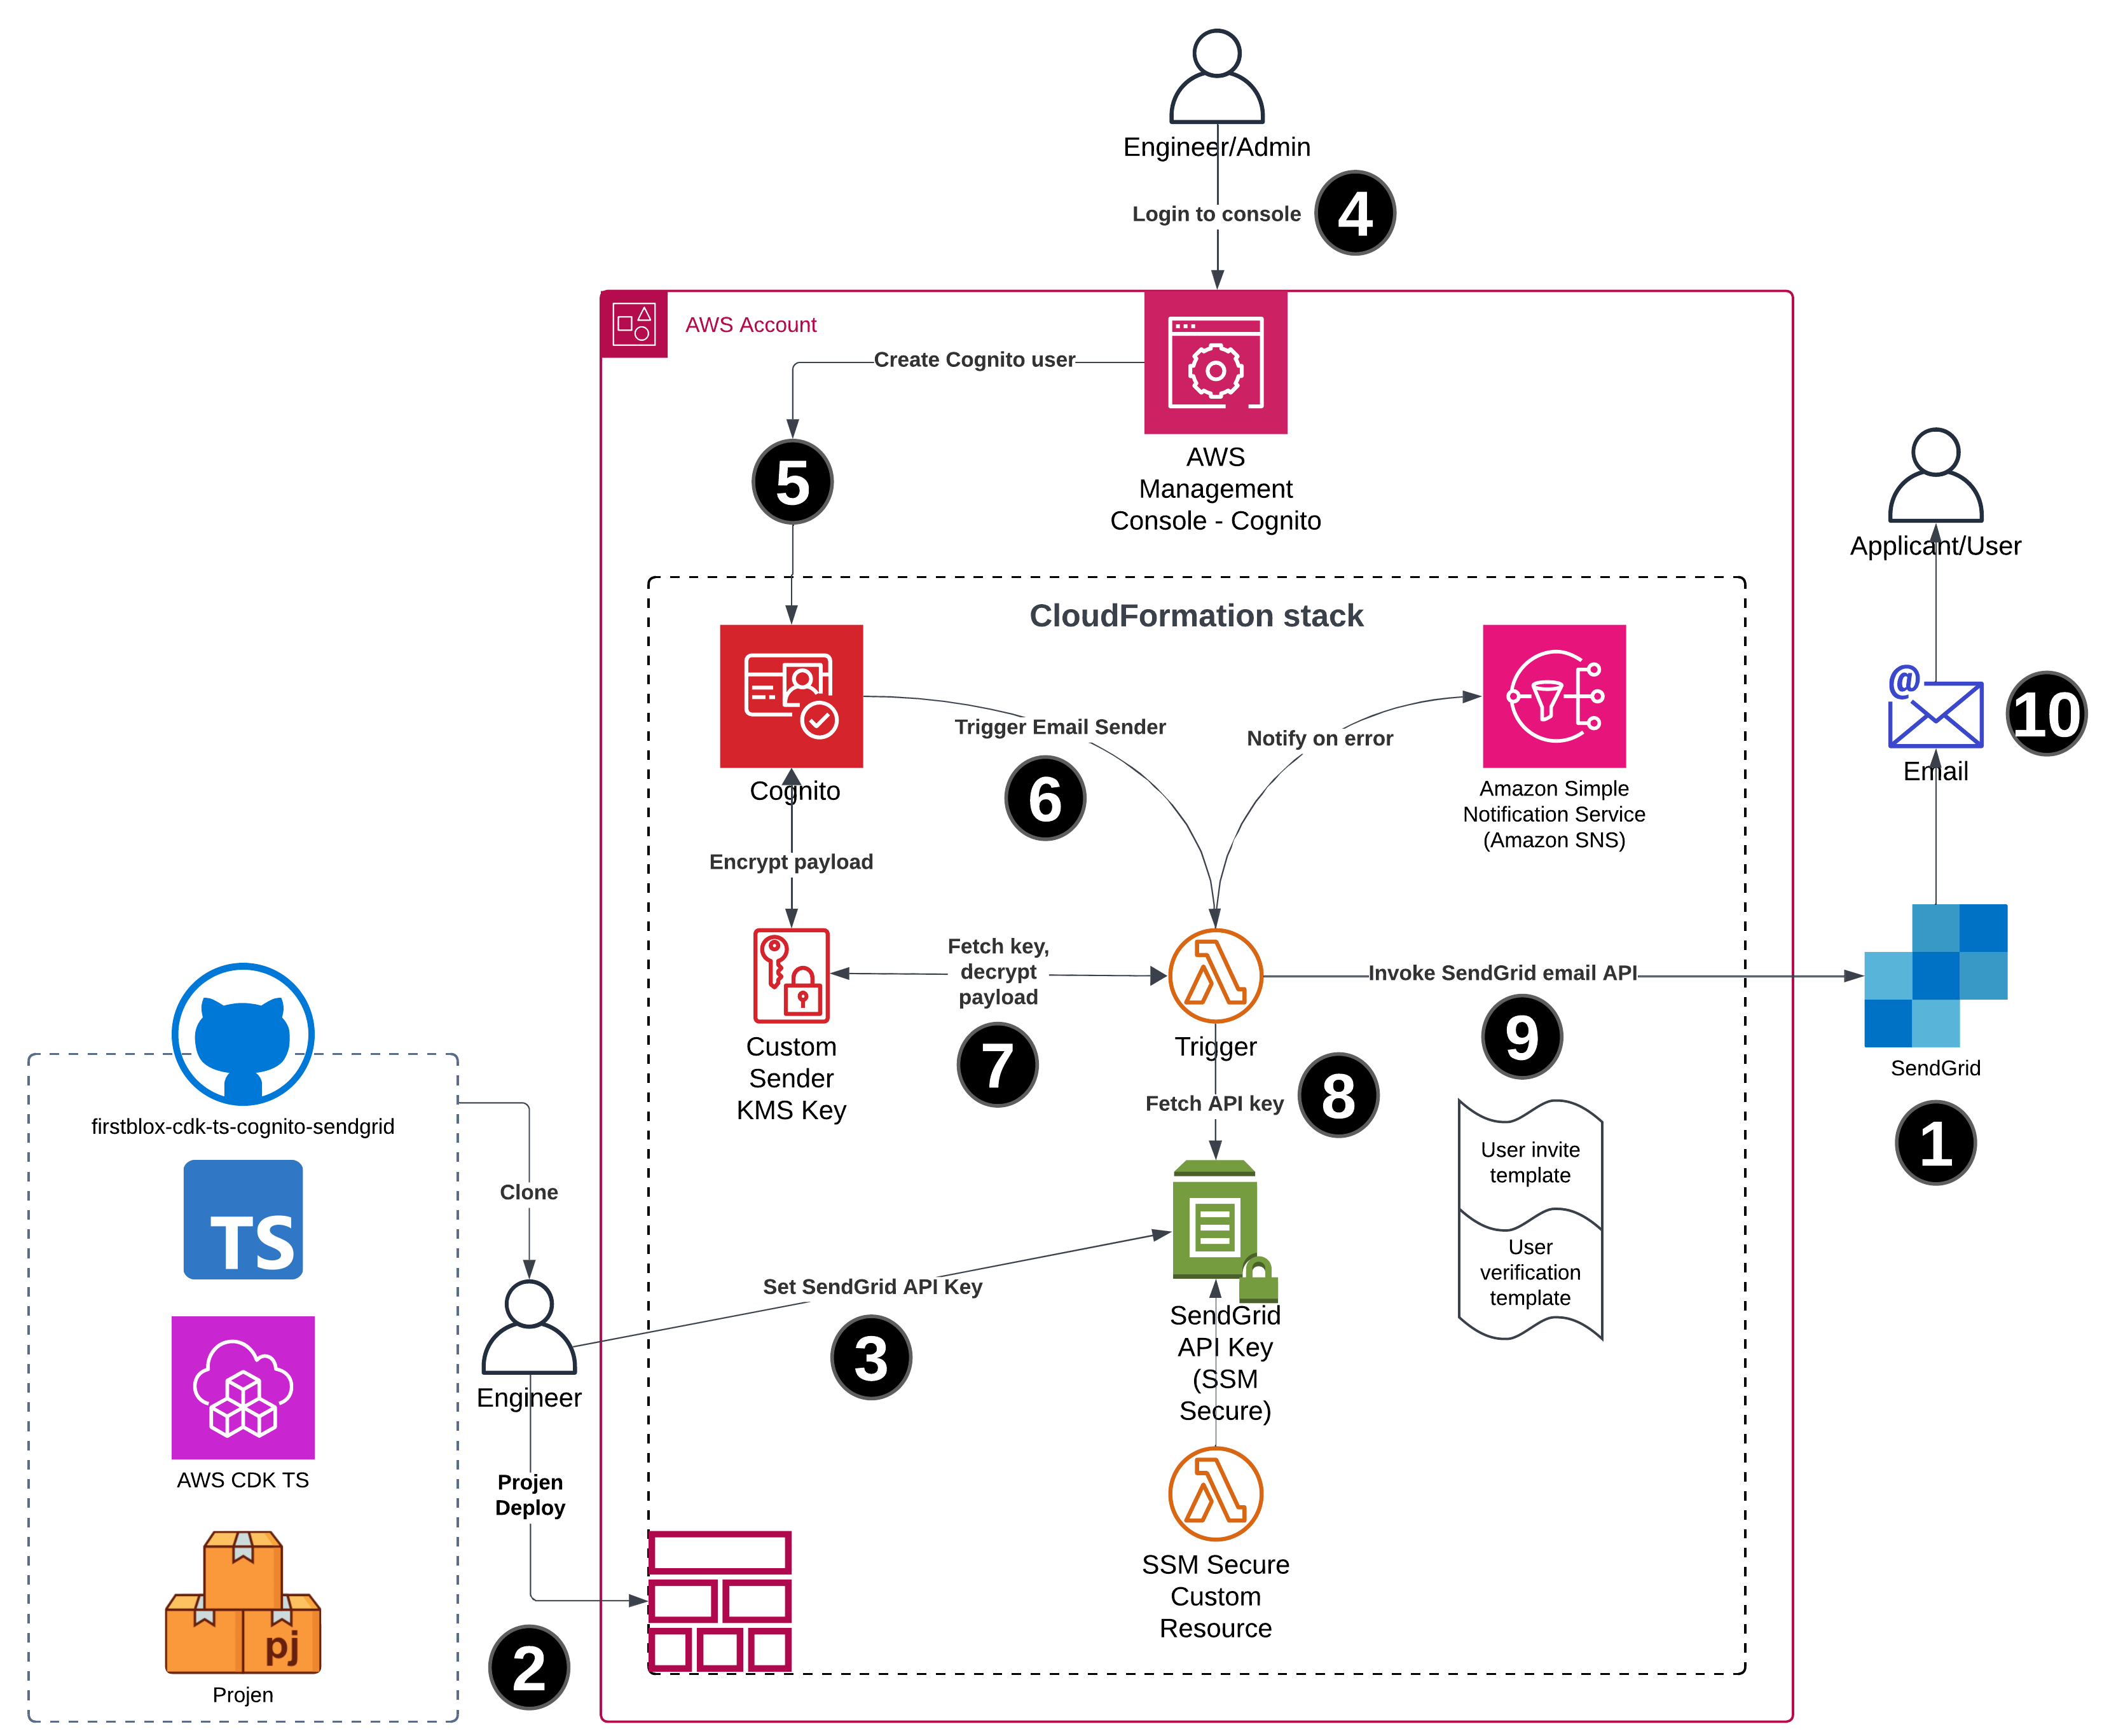 Engineer/Admin
Login to console
4
AWS Account
Create Cognito user
5
AWS
Management
Console - Cognito
Applicant/User
@
Email
10
CloudFormation stack
Cognito
Trigger Email Sender
6
Notify on error
Amazon Simple
Notification Service
(Amazon SNS)
Encrypt payload
Custom
Sender
KMS Key
Fetch key,
decrypt
payload
7
Trigger
Invoke SendGrid email API
9
SendGrid
1
Fetch API key
8
User invite
template
User
verification
template
firstblox-cdk-ts-cognito-sendgrid
TS
AWS CDK TS
pj
Projen
Clone
Engineer
Set SendGrid API Key
3
SendGrid
API Key
(SSM
Secure)
Projen
Deploy
2
SSM Secure
Custom
Resource